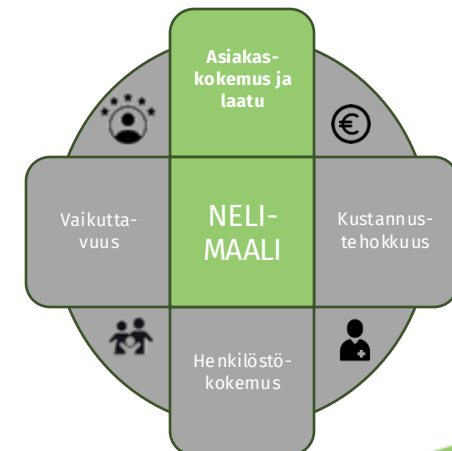 Asiakas-
kokemus ja
laatu
Vaikutta-
vuus
NELI-
MAALI
Kustannus-
tehokkuus
Henkilöstö-
kokemus